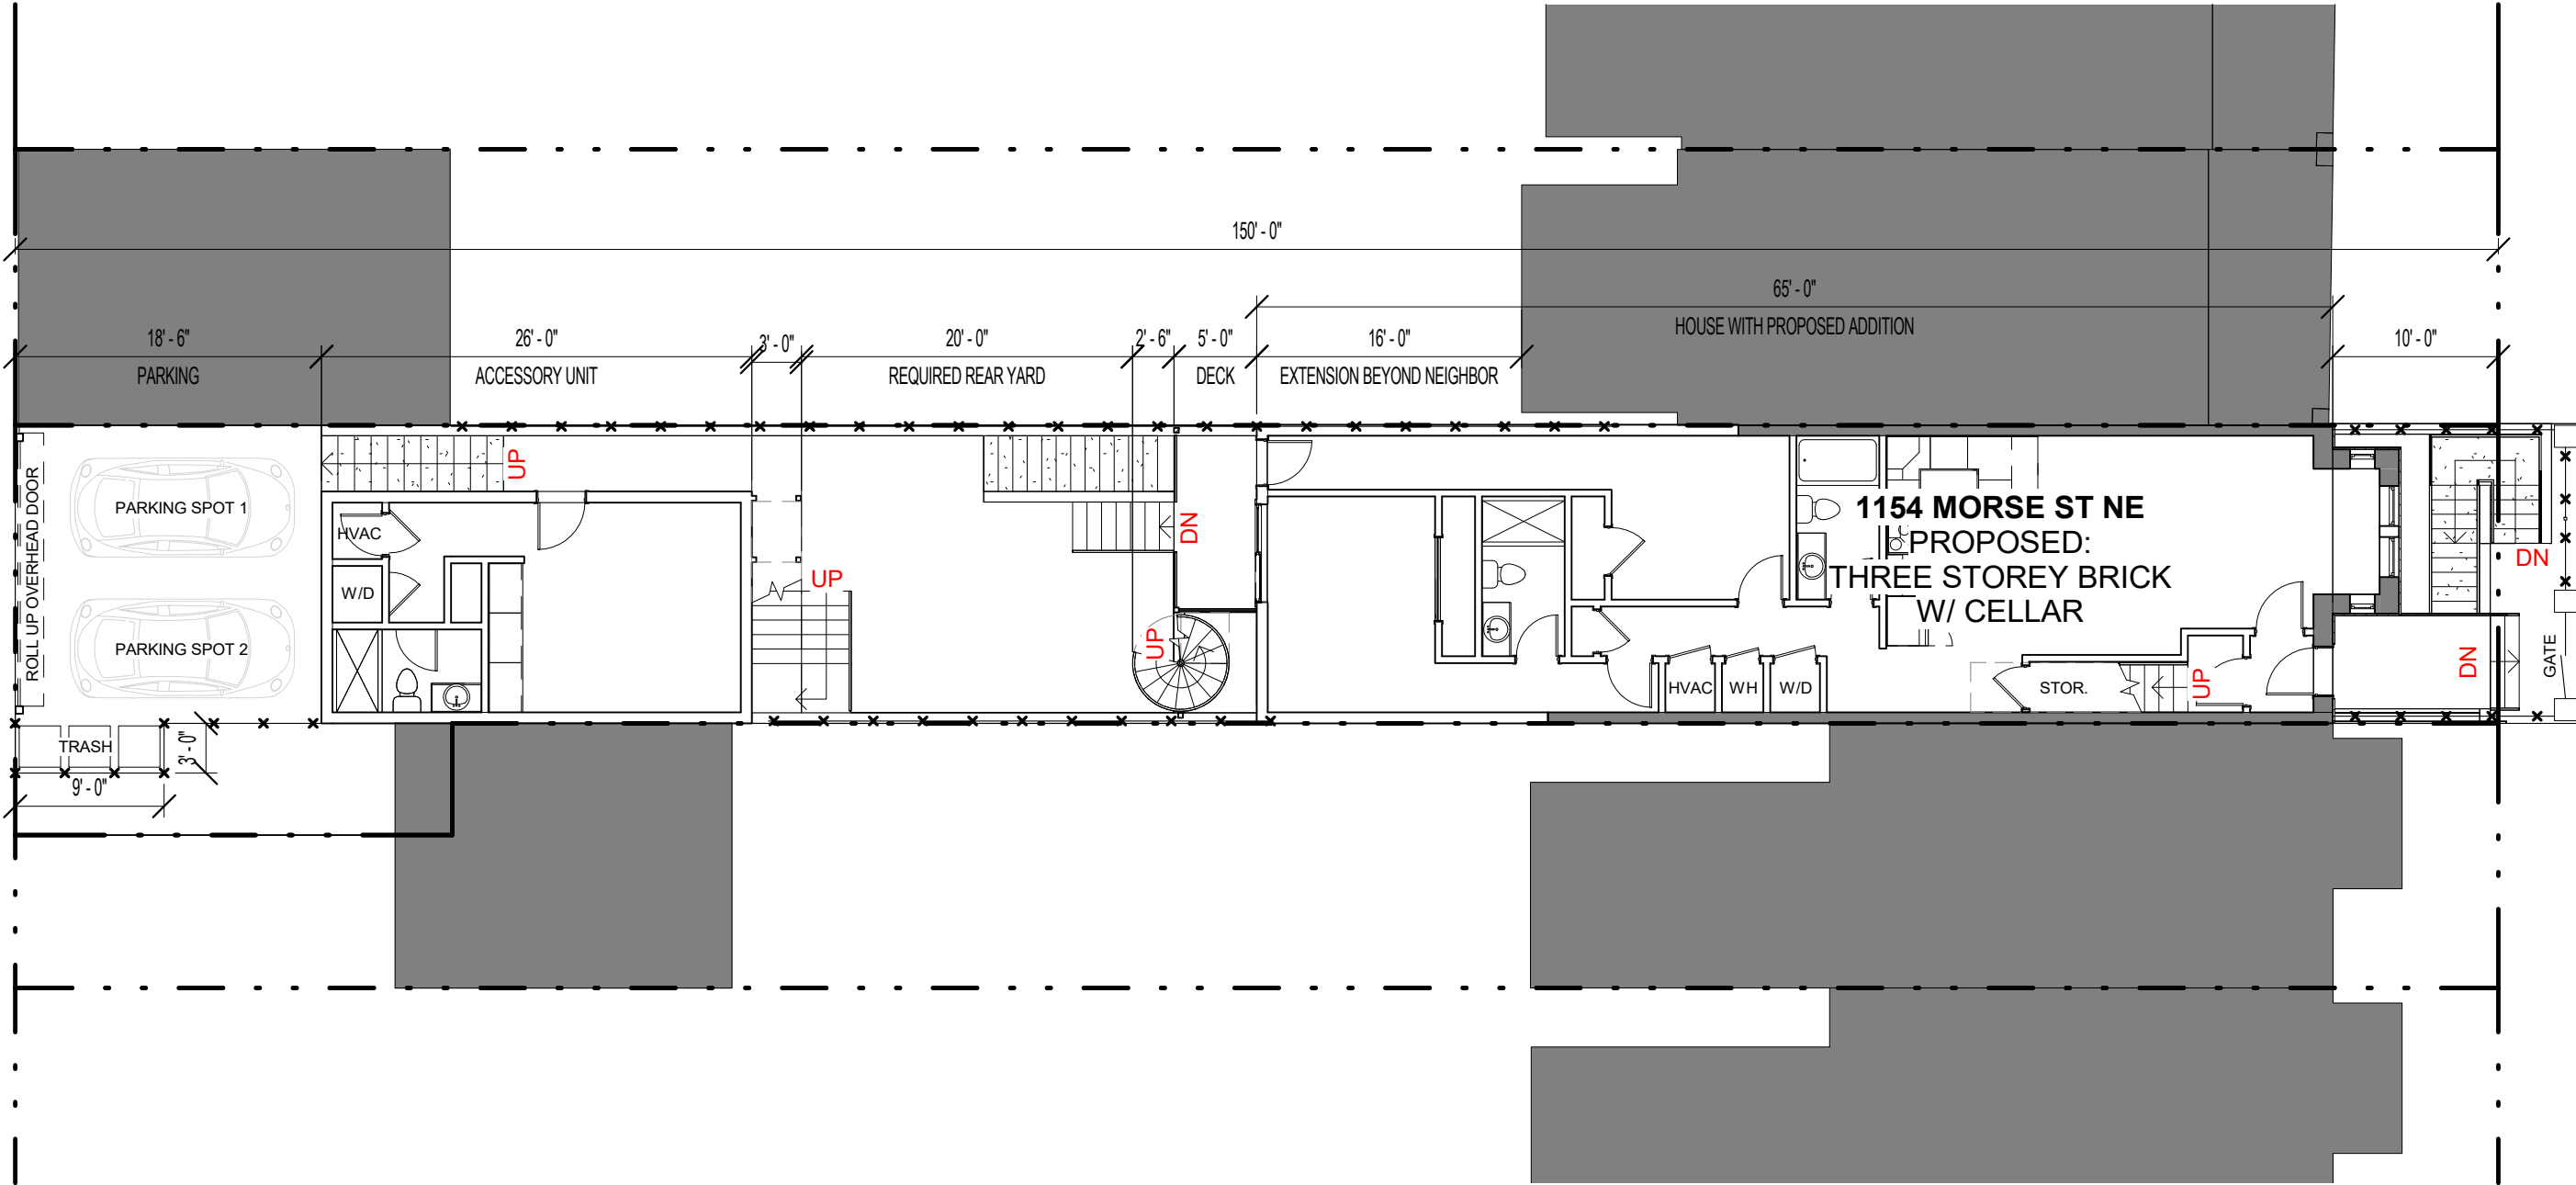 150' - 0"
65' - 0"
HOUSE WITH PROPOSED ADDITION
18' - 6"
26' - 0"
3' - 0"
20' - 0"
2' - 6"
5' - 0"
16' - 0"
10' - 0"
PARKING
ACCESSORY UNIT
REQUIRED REAR YARD
DECK
EXTENSION BEYOND NEIGHBOR
ROLL UP OVERHEAD DOOR
PARKING SPOT 1
PARKING SPOT 2
UP
HVAC
W/D
UP
DN
UP
1154 MORSE ST NE
PROPOSED:
THREE STOREY BRICK
W/ CELLAR
HVAC
WH
W/D
STOR.
UP
DN
DN
GATE
TRASH
3' - 0"
9' - 0"